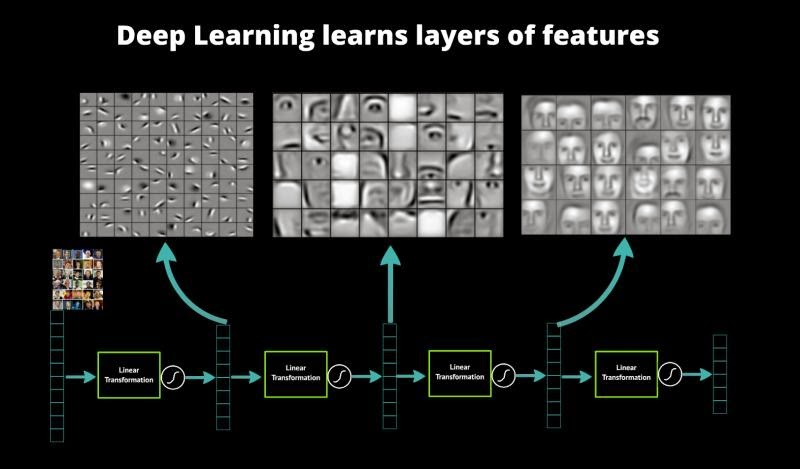 Deep Learning learns layers of features
Linear
Transformation
Linear
Transformation
Linear
Transformation
Linear
Transformation